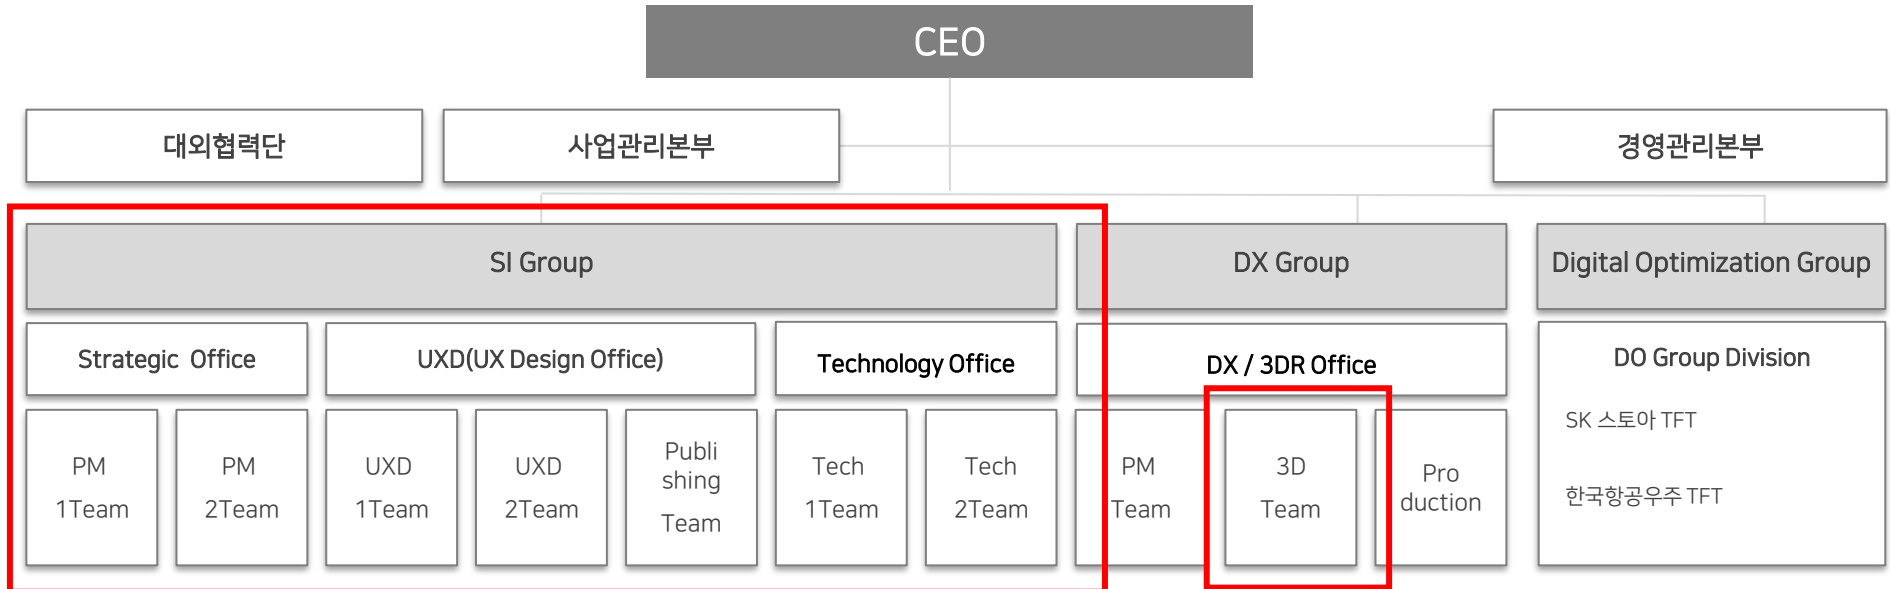 CEO
대외협력단
사업관리본부
경영관리본부
SI Group
DX Group
Digital Optimization Group
Strategic Office
UXD(UX Design Office)
Technology Office
DX / 3DR Office
DO Group Division
SK 스토아 TFT
한국항공우주 TFT
PM
1Team
PM
2Team
UXD
1Team
UXD
2Team
Publi
shing
Team
Tech
1Team
Tech
2Team
PM
Team
3D
Team
Pro
duction